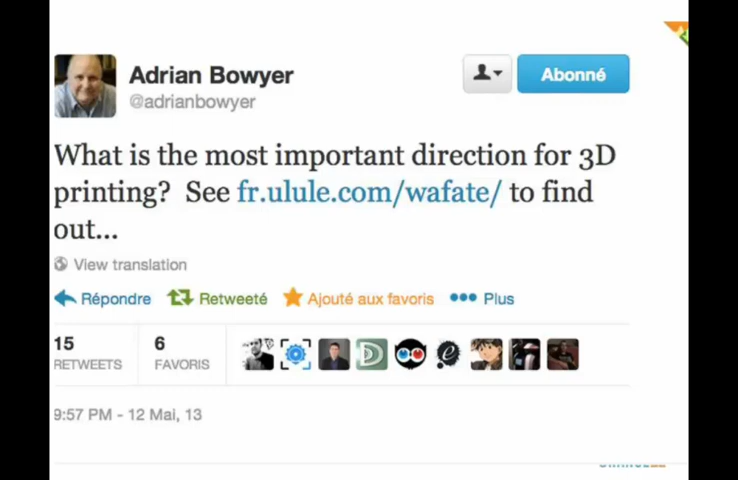 Adrian Bowyer
Abonné
@adrianbowyer
What is the most important direction for 3D
printing? See fr.ulule.com/wafate/ to find
out...
View translation
Répondre Retweeté Ajouté aux favoris Plus
15 6
RETWEETS FAVORIS
9:57 PM - 12 Mai, 13